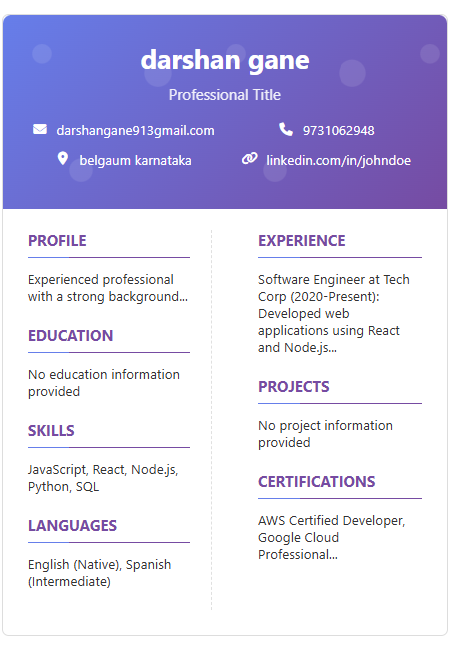 darshan gane
Professional Title
darshangane913gmail.com
9731062948
belgaum karnataka
linkedin.com/in/johndoe
PROFILE
Experienced professional
with a strong background...
EDUCATION
No education information
provided
SKILLS
JavaScript, React, Node.js,
Python, SQL
LANGUAGES
English (Native), Spanish
(Intermediate)
EXPERIENCE
Software Engineer at Tech
Corp (2020-Present):
Developed web
applications using React
and Node.js...
PROJECTS
No project information
provided
CERTIFICATIONS
AWS Certified Developer,
Google Cloud
Professional...